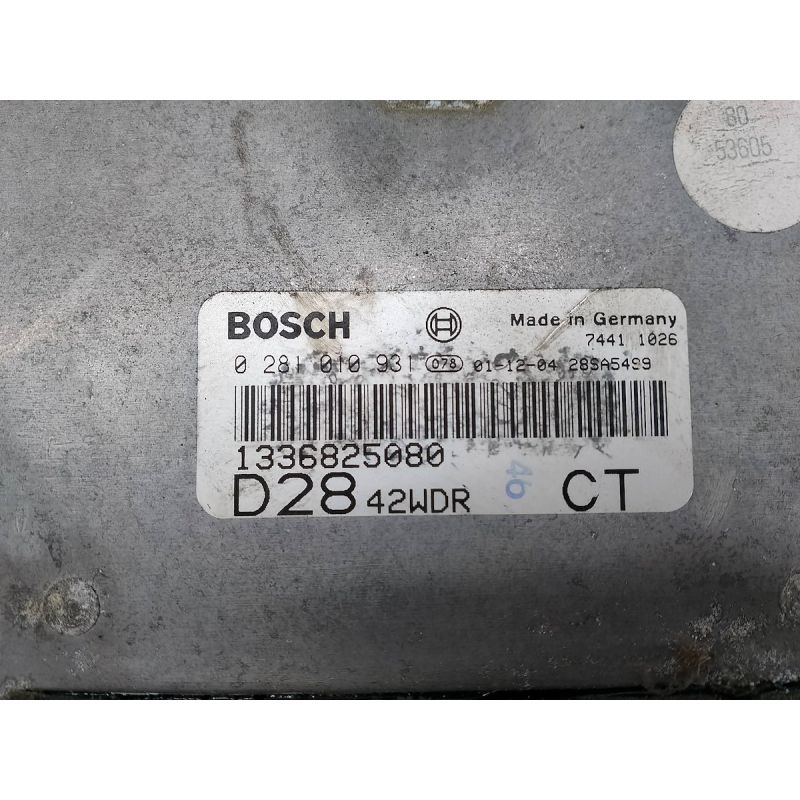 80
53605
BOSCH
Made in Germany
7441 1026
0 281 010 931 078 01-12-04 28SA5499
1336825080
D28 42WDR CT
46